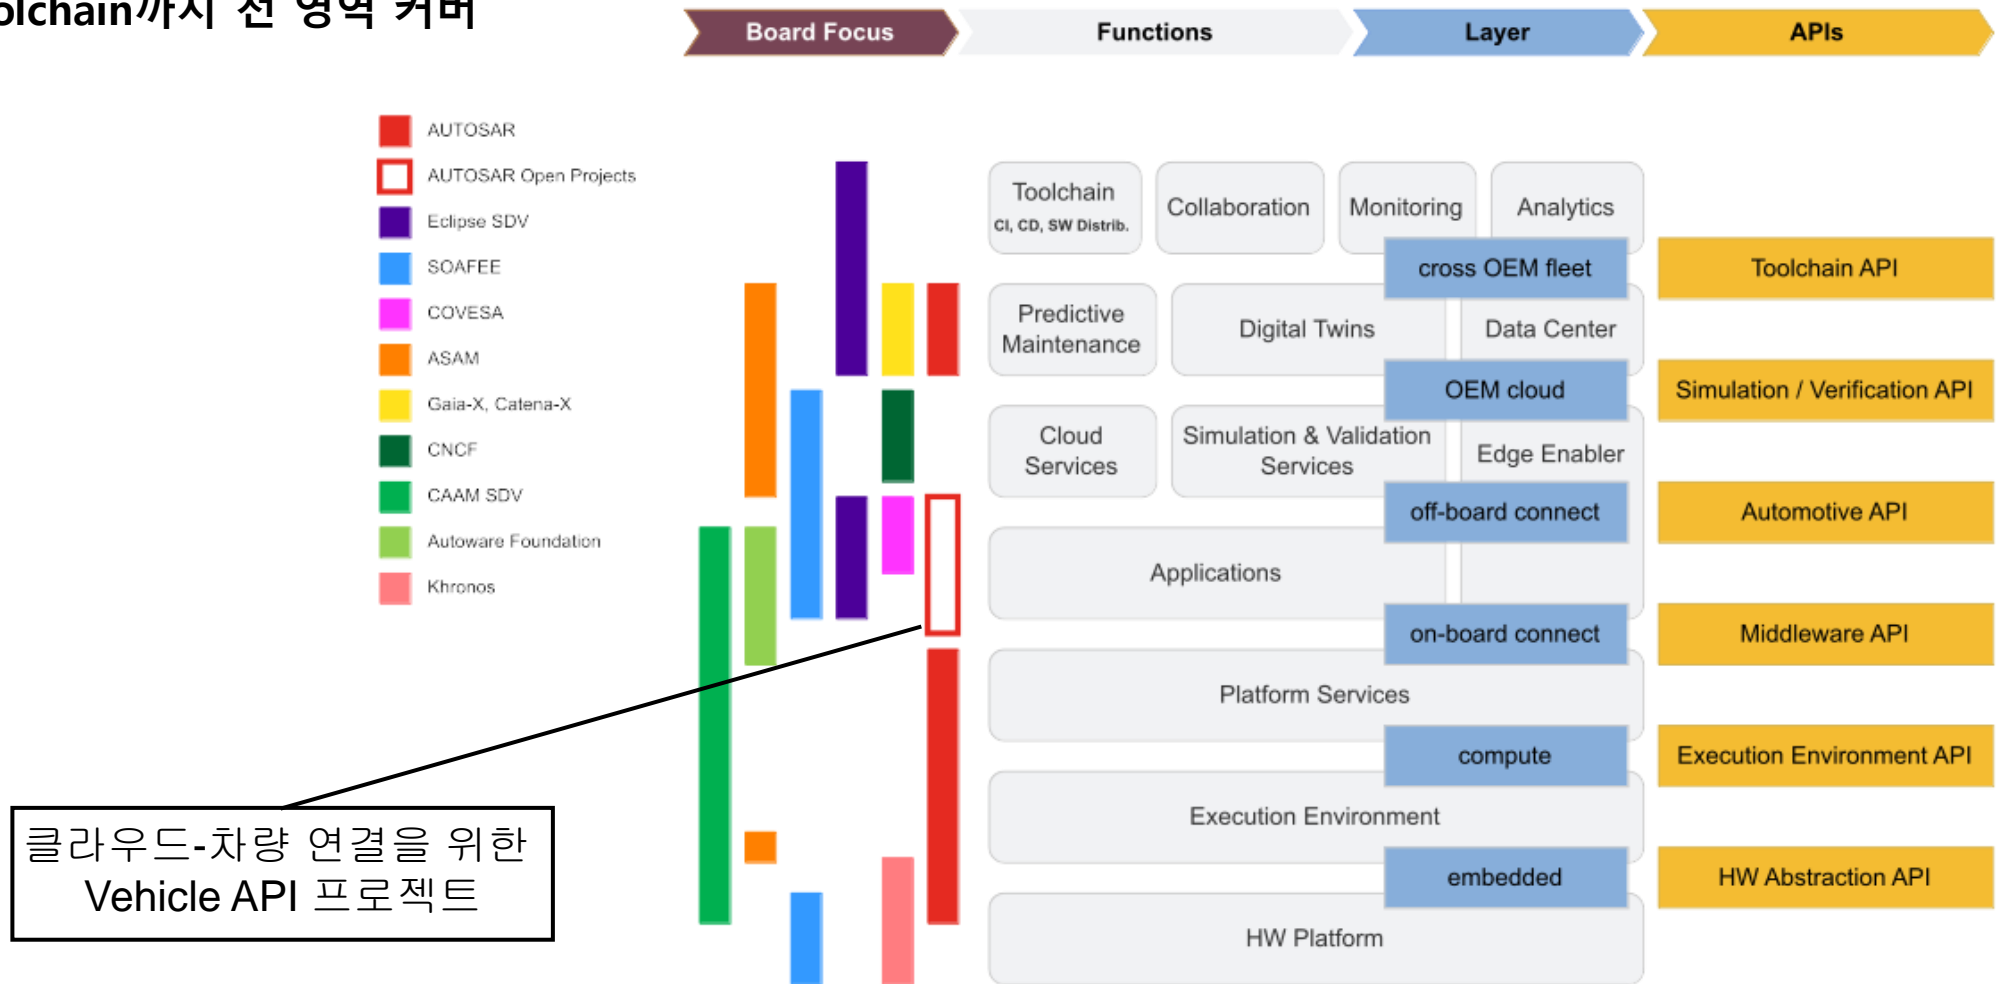 olchain까지 전 영역 커버
Board Focus
Functions
Layer
APIs
AUTOSAR
AUTOSAR Open Projects
Eclipse SDV
SOAFEE
COVESA
ASAM
Gaia-X, Catena-X
CNCF
CAAM SDV
Autoware Foundation
Khronos
Toolchain
CI, CD, SW Distrib.
Collaboration
Monitoring
Analytics
cross OEM fleet
Toolchain API
Predictive
Maintenance
Digital Twins
Data Center
OEM cloud
Simulation / Verification API
Cloud
Services
Simulation & Validation
Services
Edge Enabler
off-board connect
Automotive API
Applications
on-board connect
Middleware API
Platform Services
compute
Execution Environment API
Execution Environment
embedded
HW Abstraction API
HW Platform
클라우드-차량 연결을 위한
Vehicle API 프로젝트